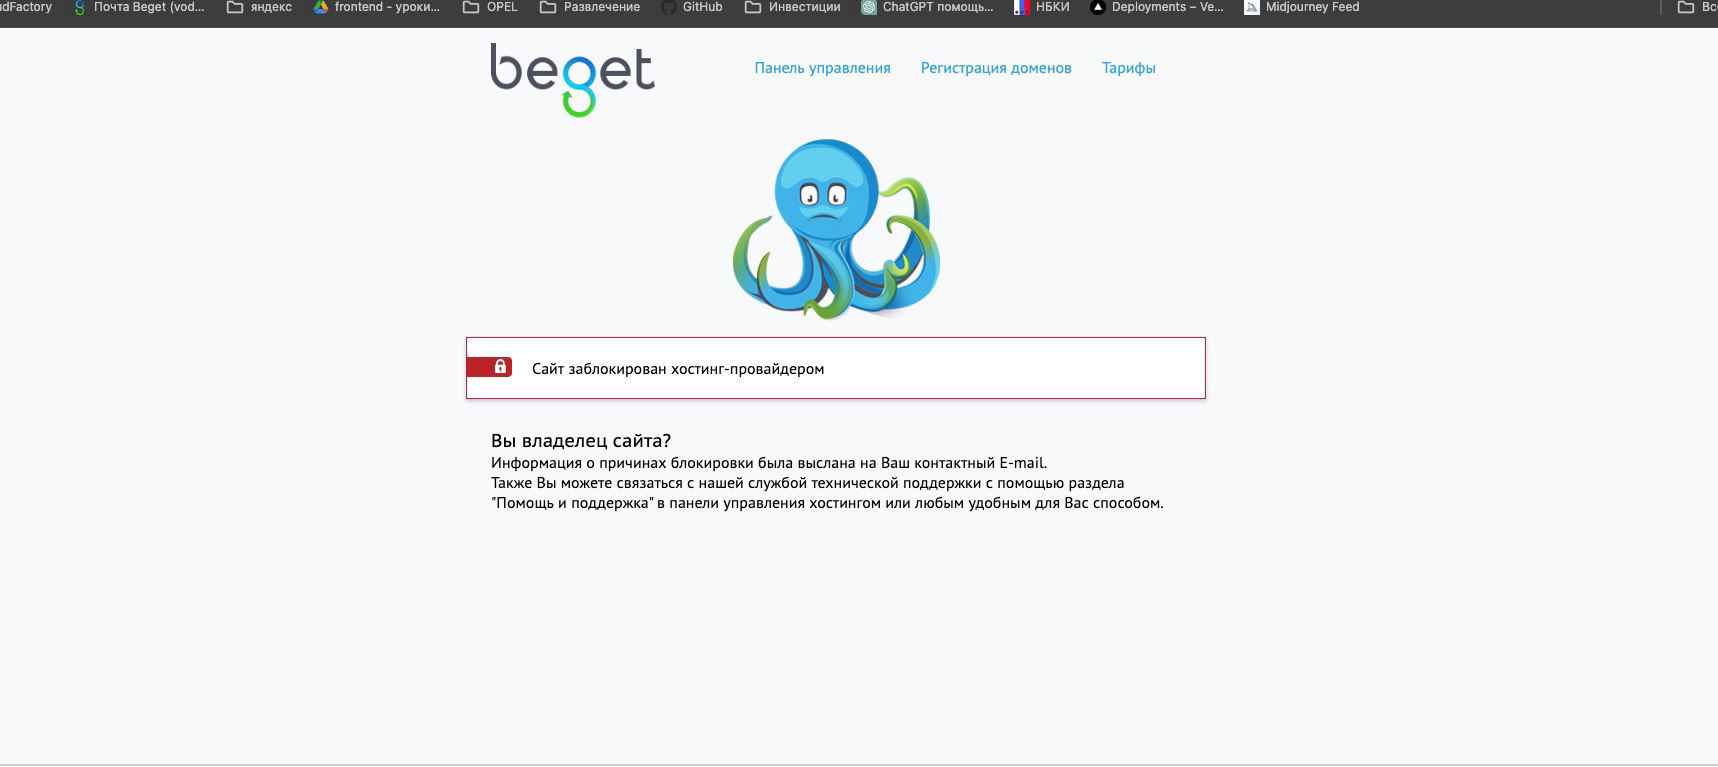 udFactory Почта Beget (vod... яндекс frontend - уроки... OPEL Развлечение GitHub Инвестиции ChatGPT помощь... НБКИ Deployments – Ve... Midjourney Feed Всe
beget
Панель управления Регистрация доменов Тарифы
Сайт заблокирован хостинг-провайдером
Вы владелец сайта?
Информация о причинах блокировки была выслана на Ваш контактный E-mail.
Также Вы можете связаться с нашей службой технической поддержки с помощью раздела
"Помощь и поддержка" в панели управления хостингом или любым удобным для Вас способом.